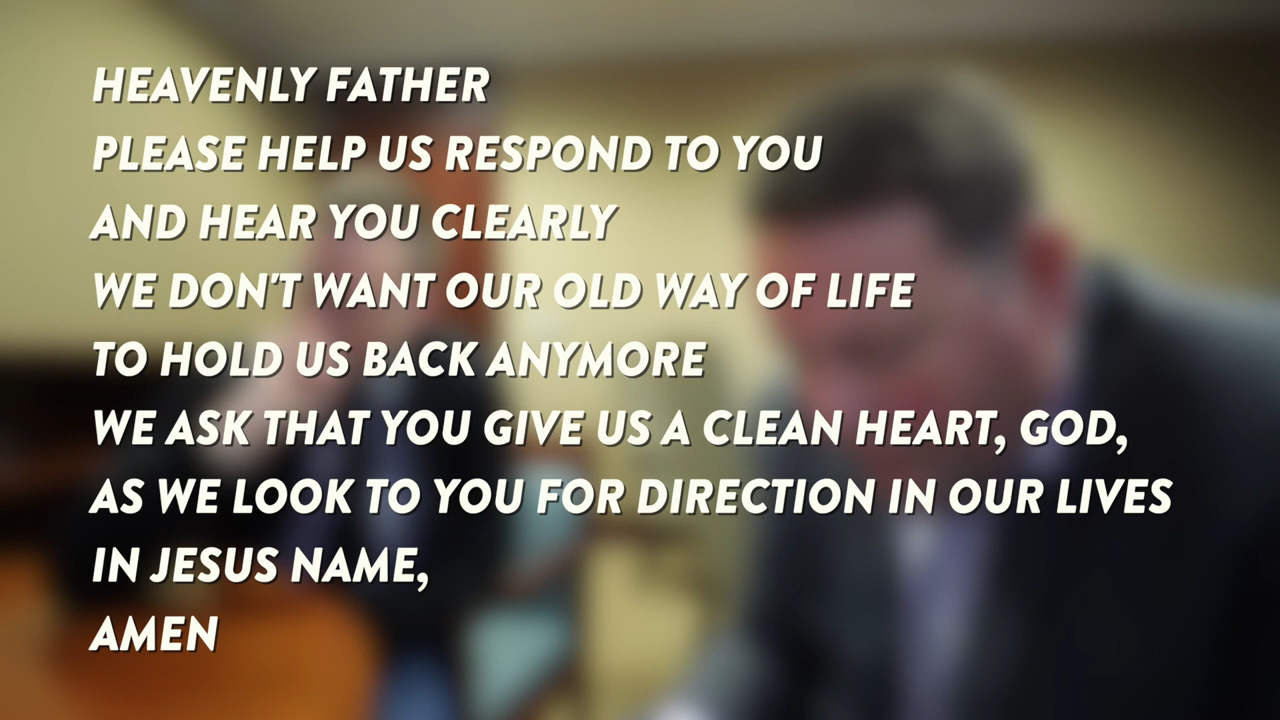 HEAVENLY FATHER
PLEASE HELP US RESPOND TO YOU
AND HEAR YOU CLEARLY
WE DON'T WANT OUR OLD WAY OF LIFE
TO HOLD US BACK ANYMORE
WE ASK THAT YOU GIVE US A CLEAN HEART, GOD,
AS WE LOOK TO YOU FOR DIRECTION IN OUR LIVES
IN JESUS NAME,
AMEN